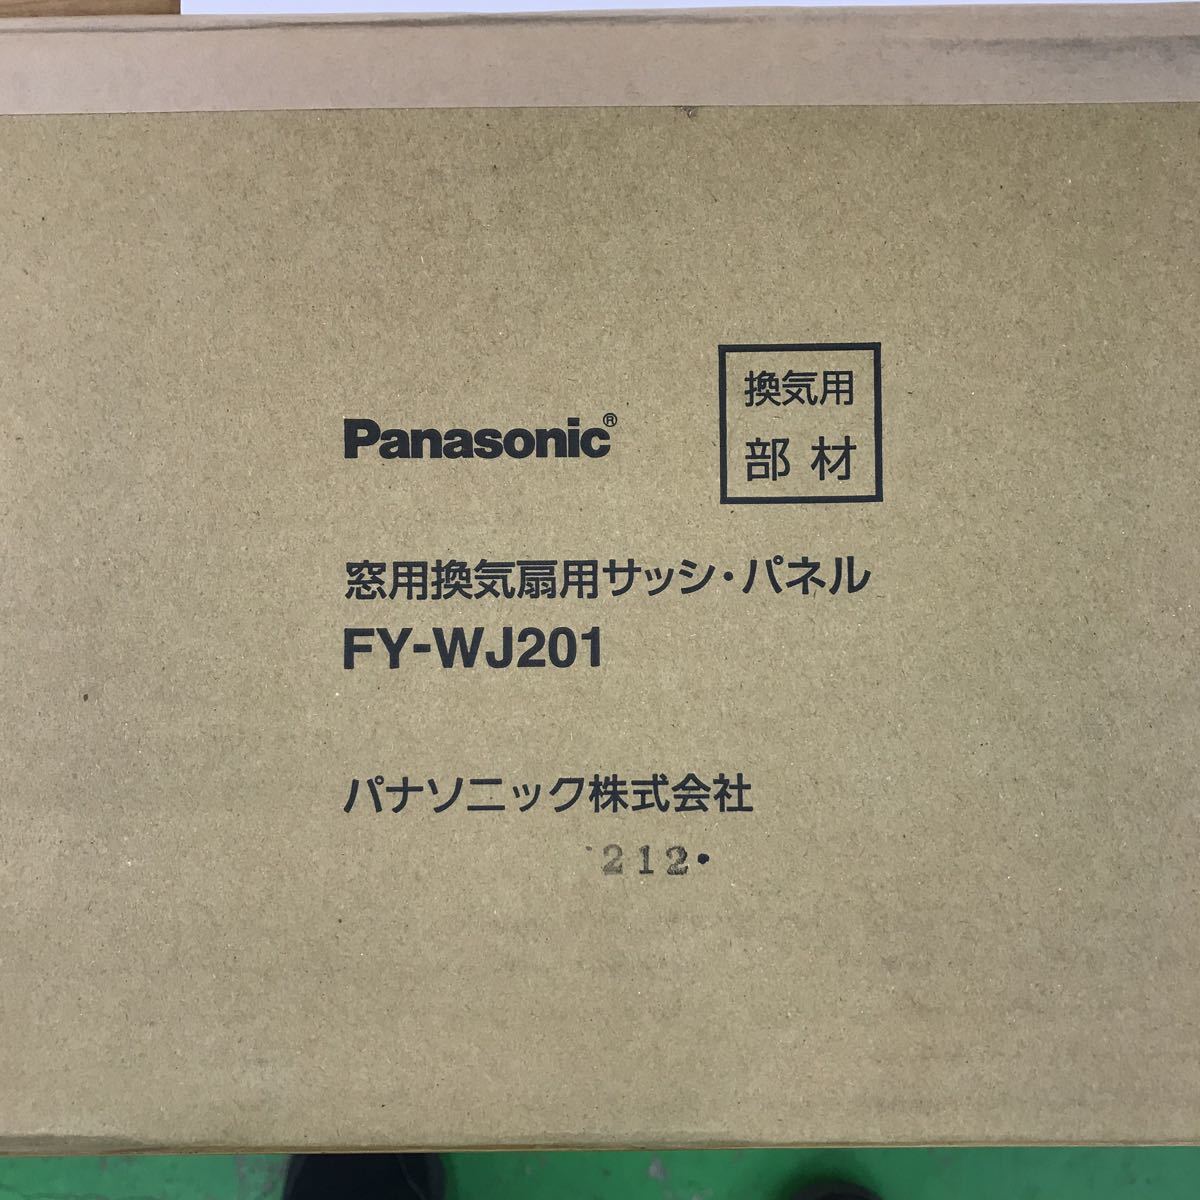 Panasonic®
換気用
部材
窓用換気扇用サッシ・パネル
FY-WJ201
パナソニック株式会社
212・